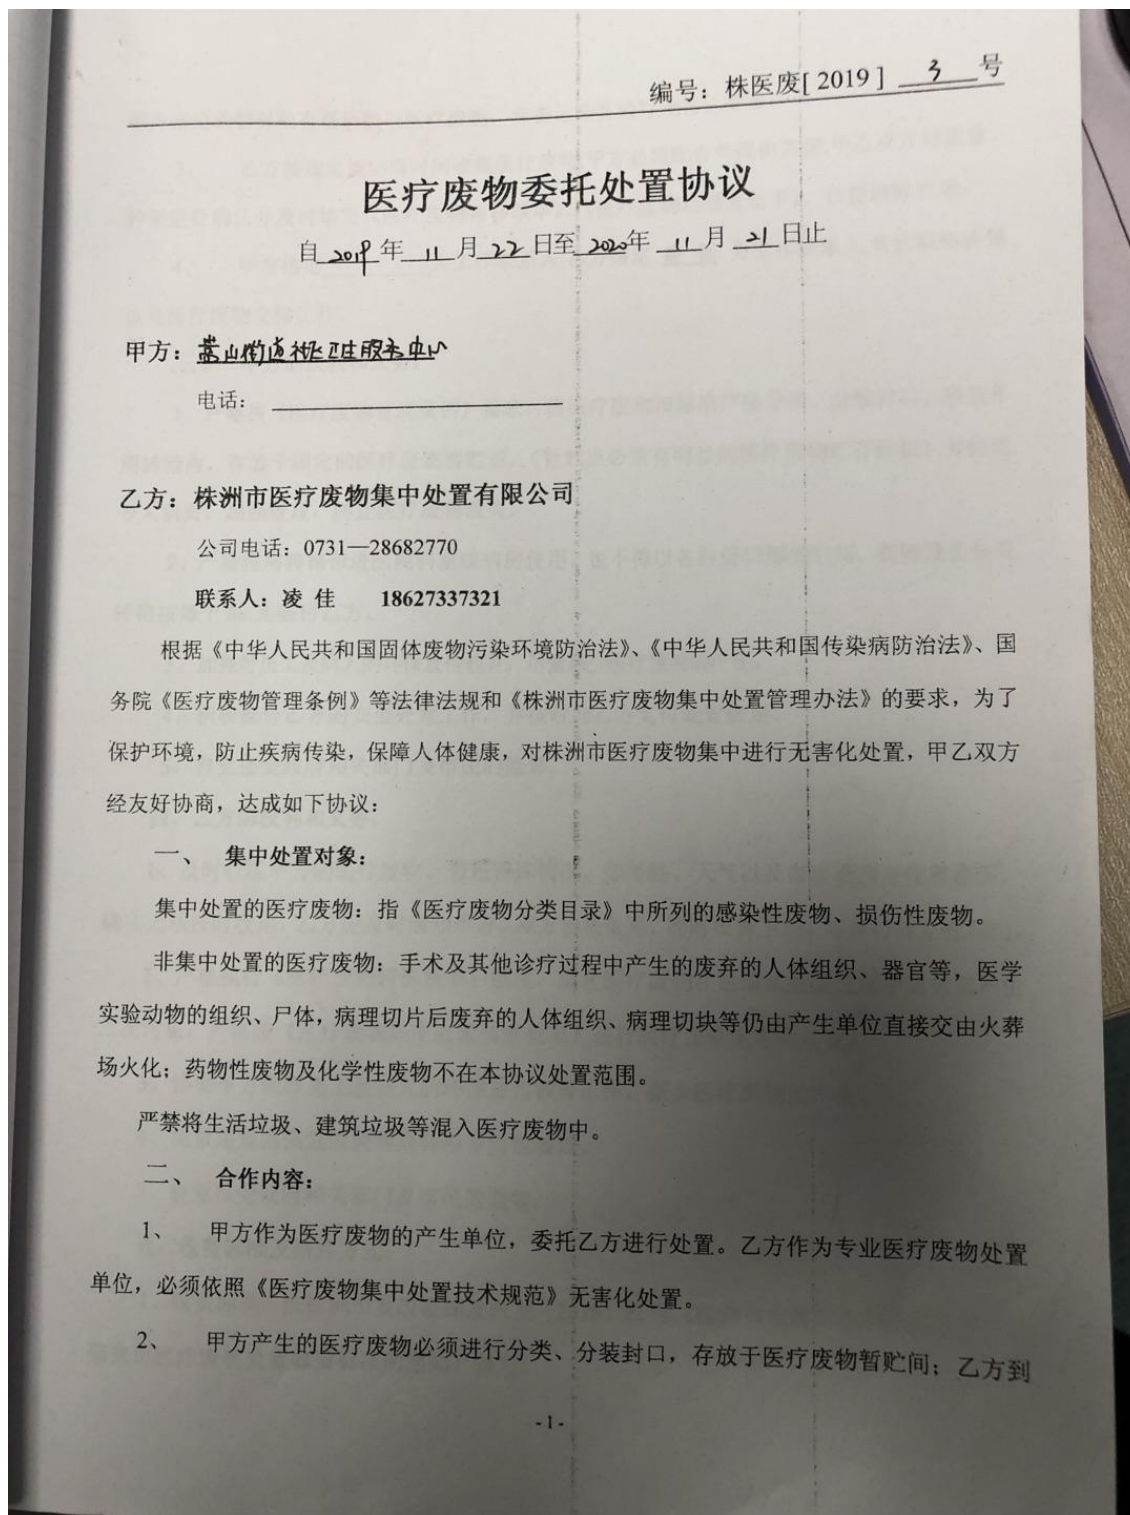 编号：株医废[ 2019 ] 3 号
医疗废物委托处置协议
自 2019 年 11 月 22 日至 2020 年 11 月 21 日止
甲方：嵩山街道社区卫生服务中心
电话：
乙方：株洲市医疗废物集中处置有限公司
公司电话：0731—28682770
联系人：凌 佳 18627337321
根据《中华人民共和国固体废物污染环境防治法》、《中华人民共和国传染病防治法》、国
务院《医疗废物管理条例》等法律法规和《株洲市医疗废物集中处置管理办法》的要求，为了
保护环境，防止疾病传染，保障人体健康，对株洲市医疗废物集中进行无害化处置，甲乙双方
经友好协商，达成如下协议：
一、 集中处置对象：
集中处置的医疗废物：指《医疗废物分类目录》中所列的感染性废物、损伤性废物。
非集中处置的医疗废物：手术及其他诊疗过程中产生的废弃的人体组织、器官等，医学
实验动物的组织、尸体，病理切片后废弃的人体组织、病理切块等仍由产生单位直接交由火葬
场火化；药物性废物及化学性废物不在本协议处置范围。
严禁将生活垃圾、建筑垃圾等混入医疗废物中。
二、 合作内容：
1、 甲方作为医疗废物的产生单位，委托乙方进行处置。乙方作为专业医疗废物处置
单位，必须依照《医疗废物集中处置技术规范》无害化处置。
2、 甲方产生的医疗废物必须进行分类、分装封口，存放于医疗废物暂贮间；乙方到
-1-